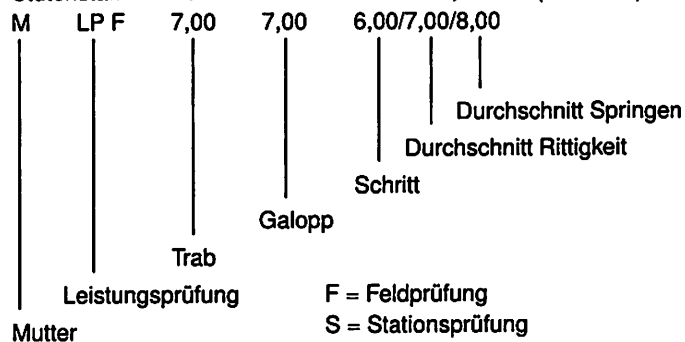 M LP F 7,00 7,00 6,00/7,00/8,00
Durchschnitt Springen
Durchschnitt Rittigkeit
Schritt
Galopp
Trab
Leistungsprüfung F = Feldprüfung
Mutter S = Stationsprüfung